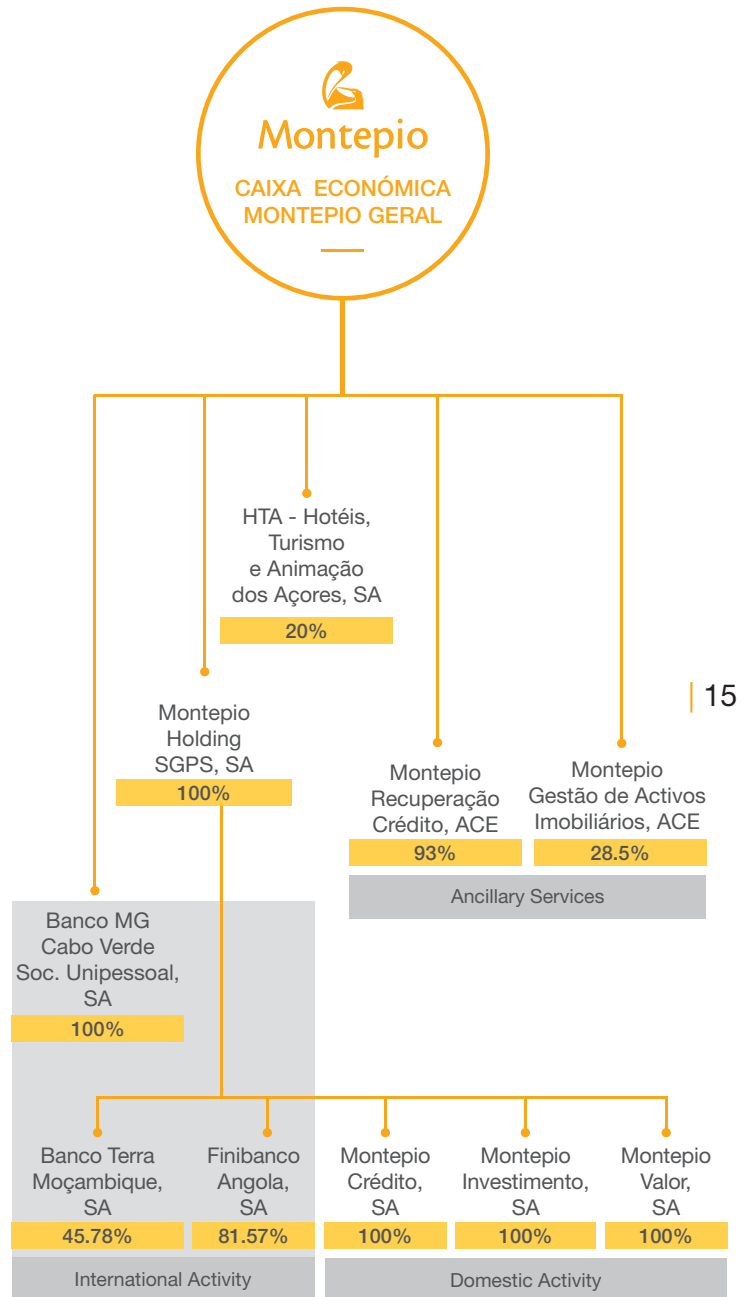 Montepio
CAIXA ECONÓMICA
MONTEPIO GERAL
HTA - Hotéis,
Turismo
e Animação
dos Açores, SA
20%
| 15
Montepio
Holding
SGPS, SA
100%
Montepio
Recuperação
Crédito, ACE
93%
Montepio
Gestão de Activos
Imobiliários, ACE
28.5%
Ancillary Services
Banco MG
Cabo Verde
Soc. Unipessoal,
SA
100%
Banco Terra
Moçambique,
SA
45.78%
Finibanco
Angola,
SA
81.57%
Montepio
Crédito,
SA
100%
Montepio
Investimento,
SA
100%
Montepio
Valor,
SA
100%
International Activity
Domestic Activity